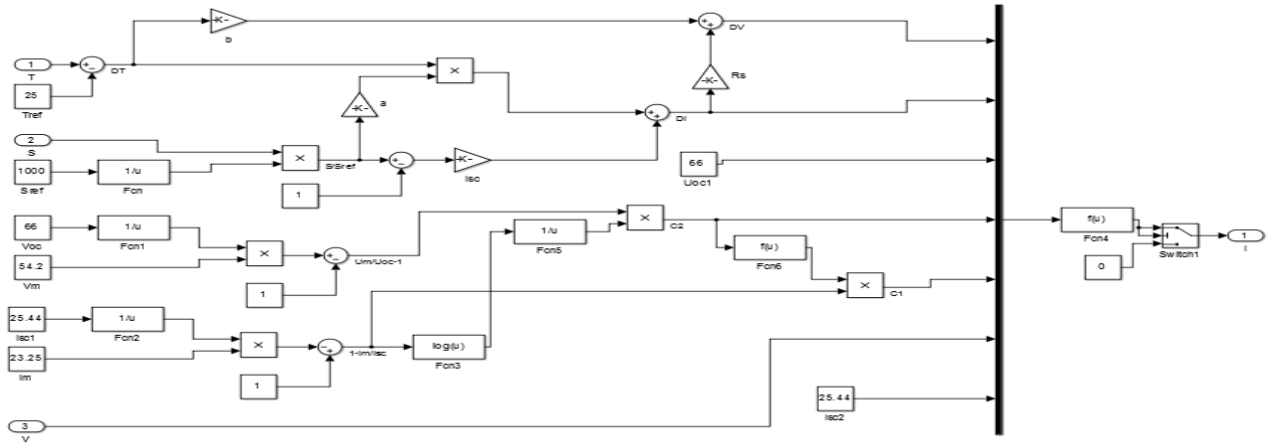 -K-
b
+
+
DV
1
T
+
−
DT
×
-K-
Rs
25
Tref
-K-
a
+
+
DI
2
S
1000
Sref
1/u
Fcn
×
S/Sref
+
−
-K-
Isc
1
66
Uoc1
66
Voc
1/u
Fcn1
54.2
Vm
×
+
−
Um/Uoc-1
1
1/u
Fcn5
×
C2
f(u)
Fcn6
×
C1
f(u)
Fcn4
0
Switch1
1
I
25.44
Isc1
1/u
Fcn2
23.25
Im
×
−
+
1-Im/Isc
1
log(u)
Fcn3
25.44
Isc2
3
V